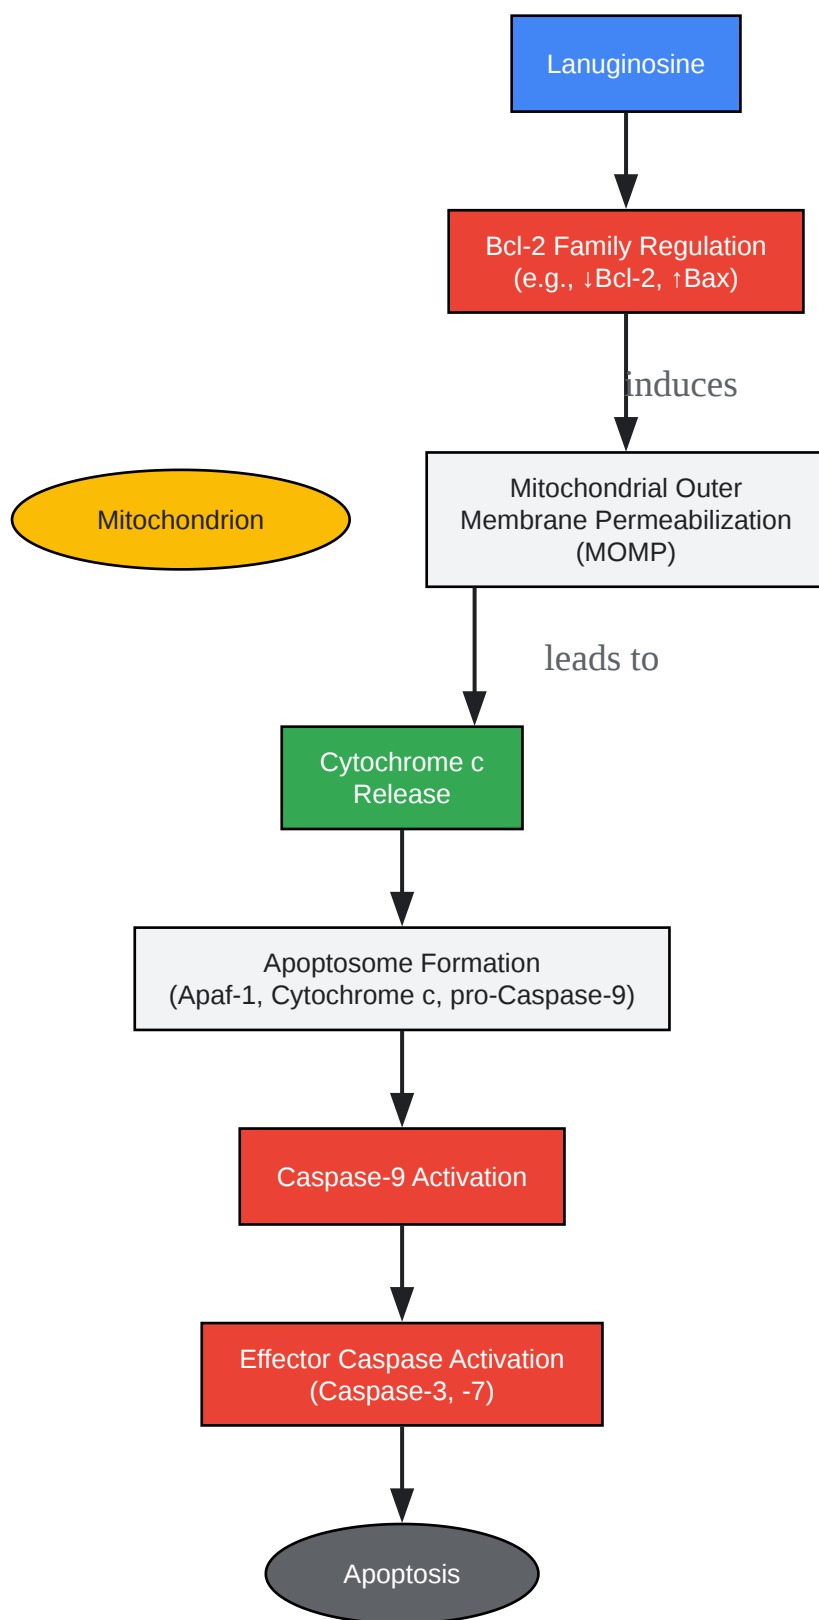 Lanuginosine
Bcl-2 Family Regulation
(e.g., ↓Bcl-2, ↑Bax)
induces
Mitochondrion
Mitochondrial Outer
Membrane Permeabilization
(MOMP)
leads to
Cytochrome c
Release
Apoptosome Formation
(Apaf-1, Cytochrome c, pro-Caspase-9)
Caspase-9 Activation
Effector Caspase Activation
(Caspase-3, -7)
Apoptosis